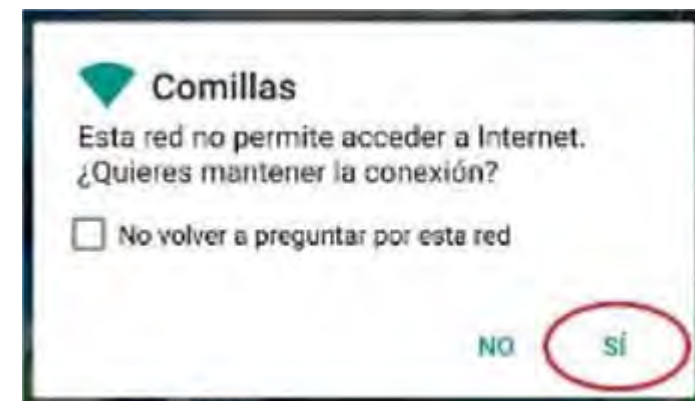 Comillas
Esta red no permite acceder a Internet.
¿Quieres mantener la conexión?
No volver a preguntar por esta red
NO
SÍ